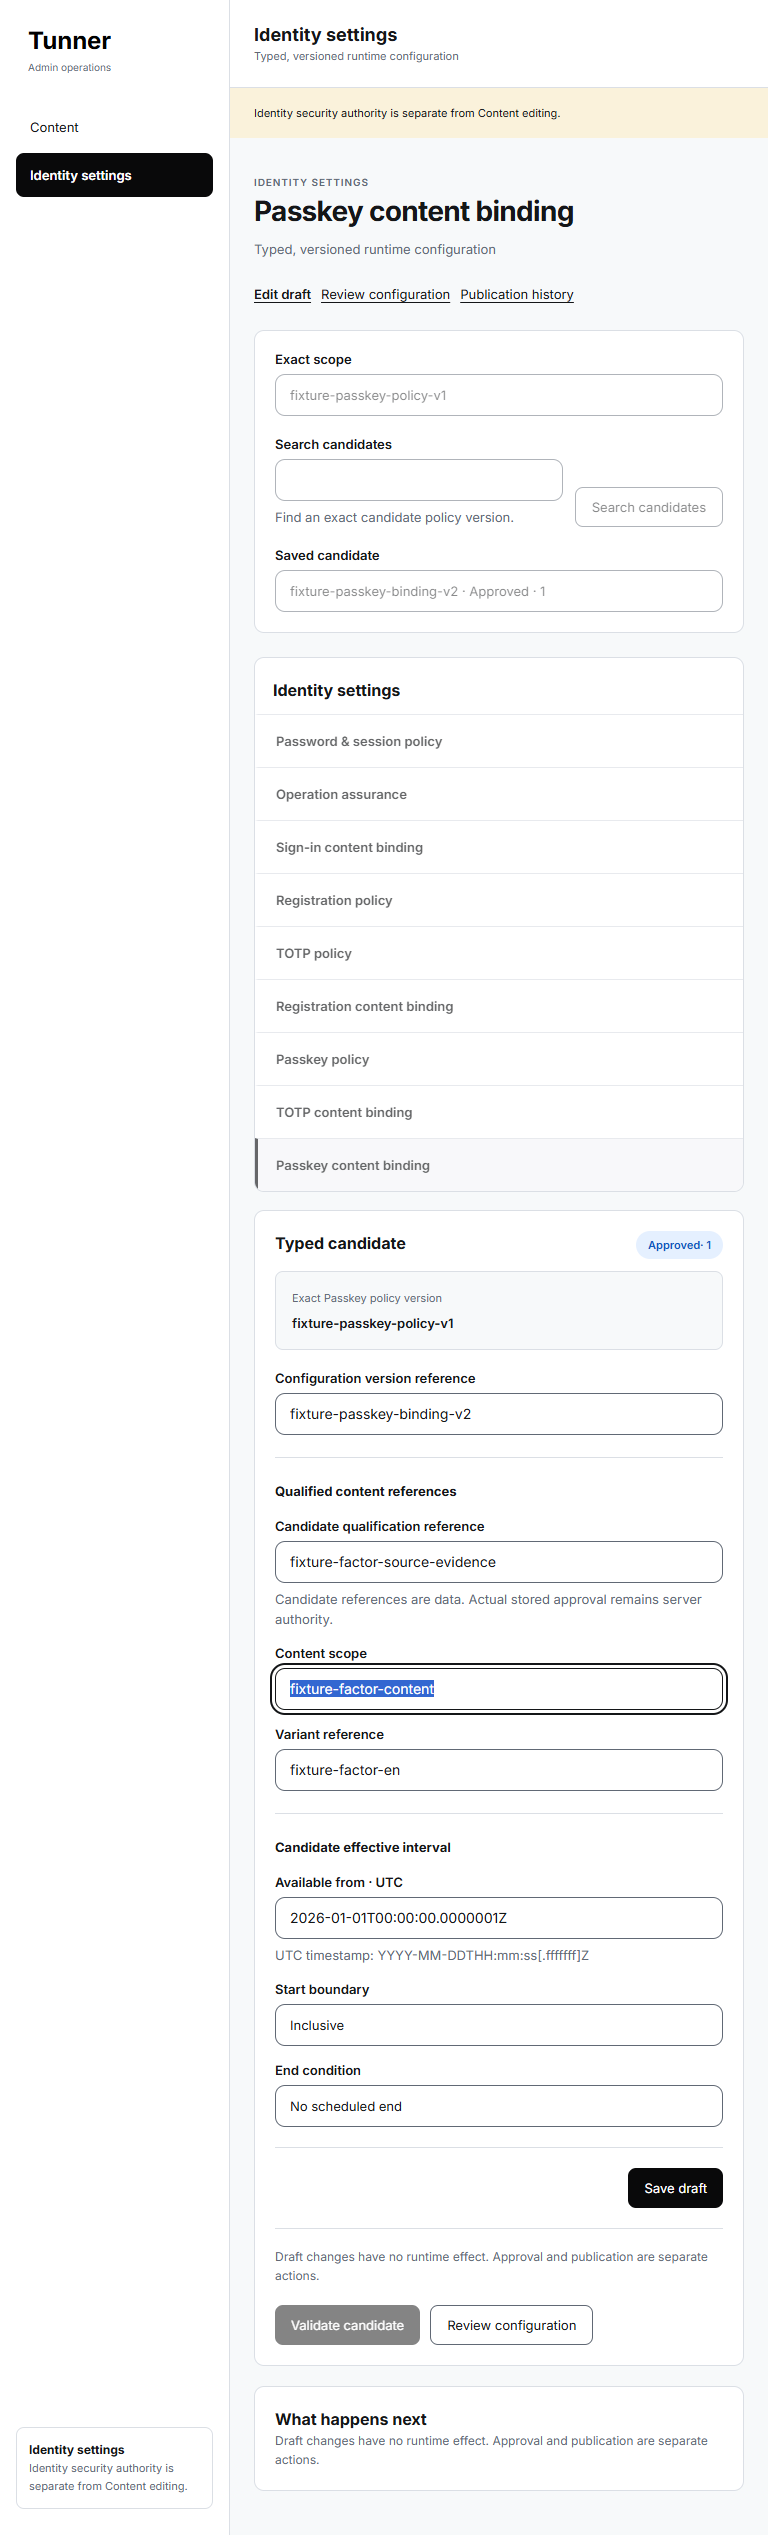 Tunner
Admin operations
Content
Identity settings
Identity settings
Identity security authority is
separate from Content editing.
Identity settings
Typed, versioned runtime configuration
Identity security authority is separate from Content editing.
IDENTITY SETTINGS
Passkey content binding
Typed, versioned runtime configuration
Edit draft Review configuration Publication history
Exact scope
fixture-passkey-policy-v1
Search candidates
Find an exact candidate policy version.
Search candidates
Saved candidate
fixture-passkey-binding-v2 · Approved · 1
Identity settings
Password & session policy
Operation assurance
Sign-in content binding
Registration policy
TOTP policy
Registration content binding
Passkey policy
TOTP content binding
Passkey content binding
Typed candidate
Approved· 1
Exact Passkey policy version
fixture-passkey-policy-v1
Configuration version reference
fixture-passkey-binding-v2
Qualified content references
Candidate qualification reference
fixture-factor-source-evidence
Candidate references are data. Actual stored approval remains server
authority.
Content scope
fixture-factor-content
Variant reference
fixture-factor-en
Candidate effective interval
Available from · UTC
2026-01-01T00:00:00.0000001Z
UTC timestamp: YYYY-MM-DDTHH:mm:ss[.fffffff]Z
Start boundary
Inclusive
End condition
No scheduled end
Save draft
Draft changes have no runtime effect. Approval and publication are separate
actions.
Validate candidate Review configuration
What happens next
Draft changes have no runtime effect. Approval and publication are separate
actions.